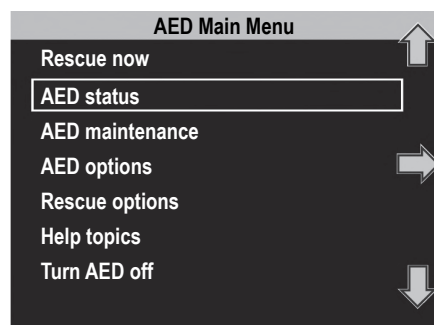 AED Main Menu
Rescue now
AED status
AED maintenance
AED options
Rescue options
Help topics
Turn AED off